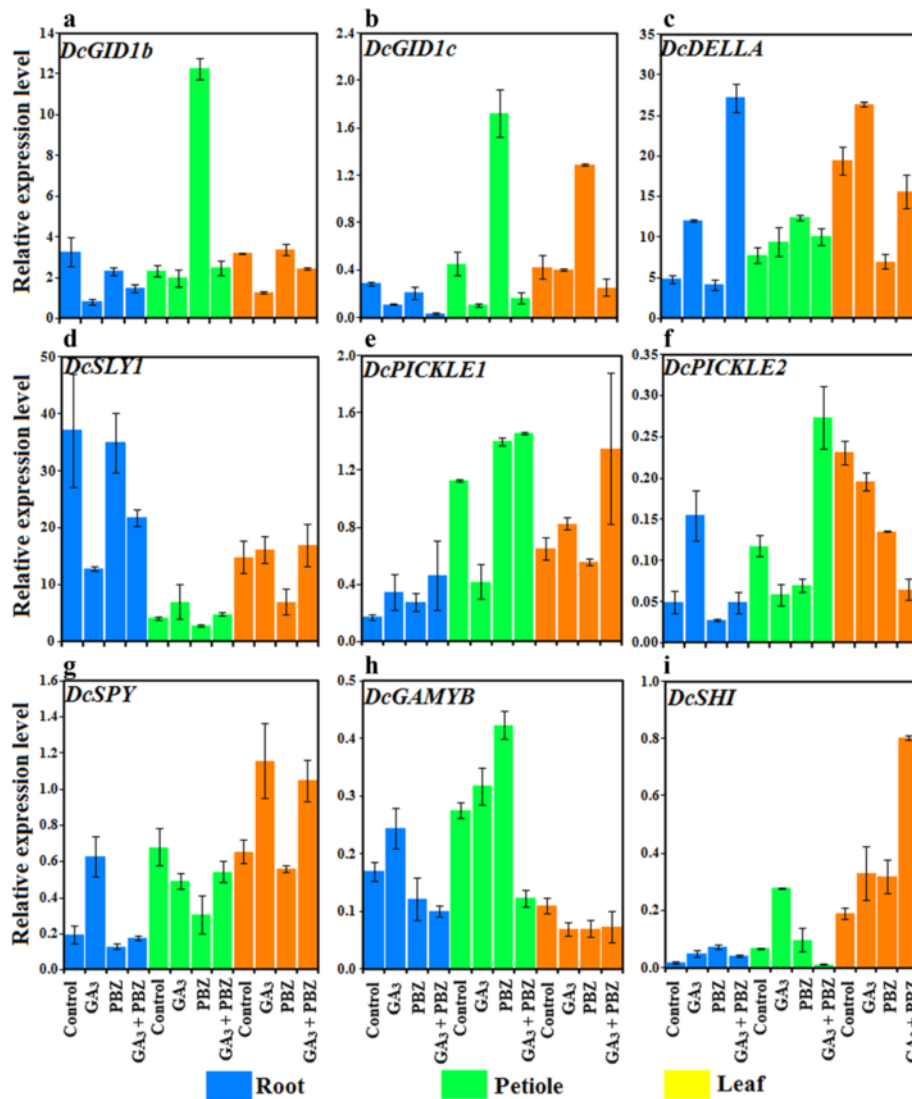 a b c
DcGID1b DcGID1c DcDELLA
Relative expression level
14 12 10 8 6 4 2 0
2.4 1.8 1.2 0.6 0.0
35 30 25 20 15 10 5 0
d e f
DcSLY1 DcPICKLE1 DcPICKLE2
Relative expression level
50 40 30 20 10 0
2.0 1.6 1.2 0.8 0.4 0.0
0.35 0.30 0.25 0.20 0.15 0.10 0.05 0.00
g h i
DcSPY DcGAMYB DcSHI
Relative expression level
1.6 1.4 1.2 1.0 0.8 0.6 0.4 0.2 0.0
0.5 0.4 0.3 0.2 0.1 0.0
1.0 0.8 0.6 0.4 0.2 0.0
Control GA3 PBZ GA3 + PBZ Control GA3 PBZ GA3 + PBZ Control GA3 PBZ GA3 + PBZ
Control GA3 PBZ GA3 + PBZ Control GA3 PBZ GA3 + PBZ Control GA3 PBZ GA3 + PBZ
Control GA3 PBZ GA3 + PBZ Control GA3 PBZ GA3 + PBZ Control GA3 PBZ GA3 + PBZ
Root Petiole Leaf